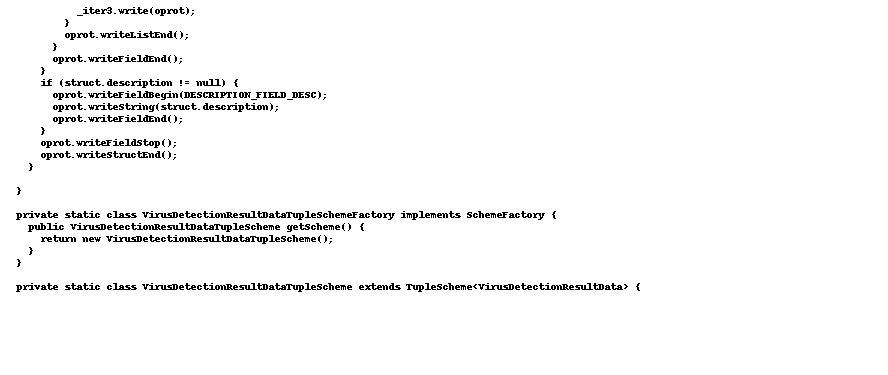 _iter3.write(oprot);
        }
        oprot.writeListEnd();
      }
      oprot.writeFieldEnd();
    }
    if (struct.description != null) {
      oprot.writeFieldBegin(DESCRIPTION_FIELD_DESC);
      oprot.writeString(struct.description);
      oprot.writeFieldEnd();
    }
    oprot.writeFieldStop();
    oprot.writeStructEnd();
  }

}

private static class VirusDetectionResultDataTupleSchemeFactory implements SchemeFactory {
  public VirusDetectionResultDataTupleScheme getScheme() {
    return new VirusDetectionResultDataTupleScheme();
  }
}

private static class VirusDetectionResultDataTupleScheme extends TupleScheme<VirusDetectionResultData> {